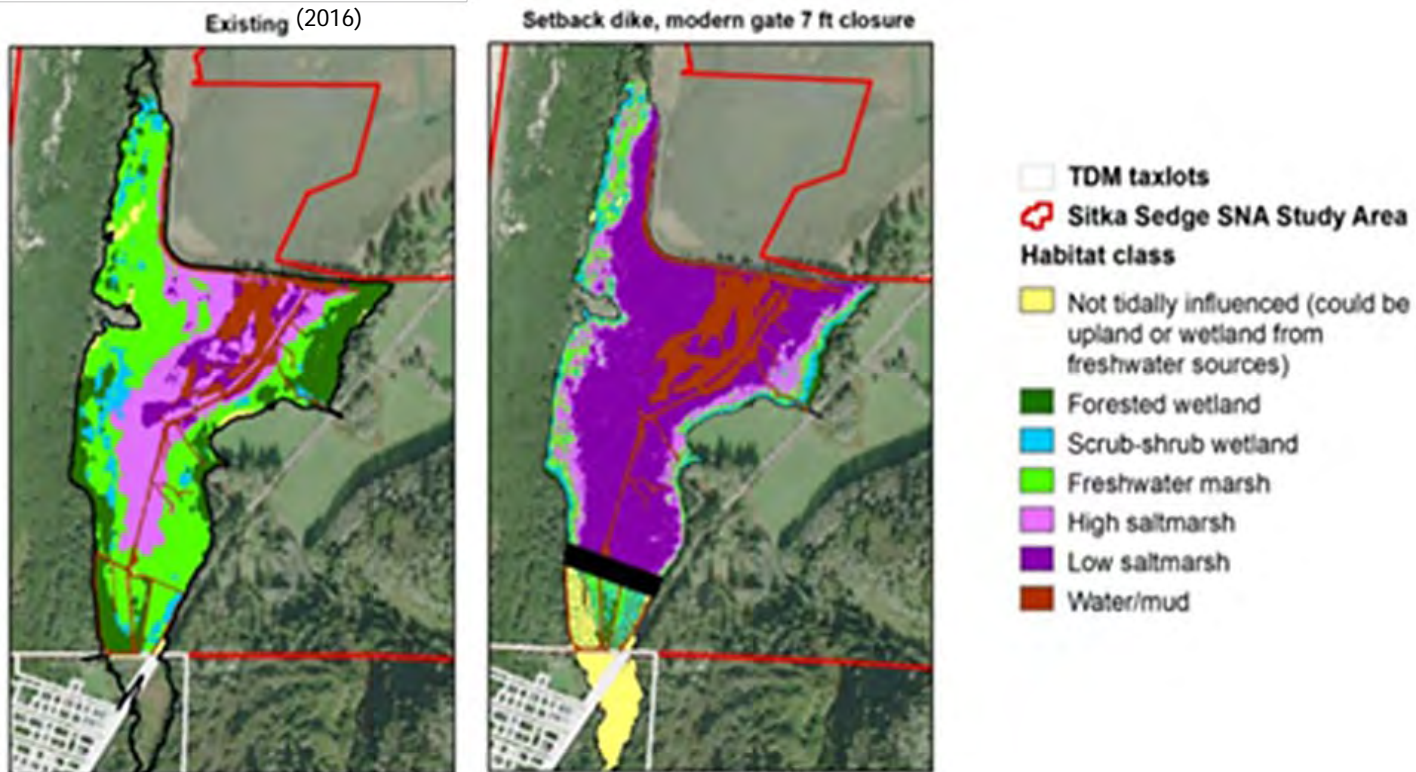 Existing (2016)
Setback dike, modern gate 7 ft closure
TDM taxlots
Sitka Sedge SNA Study Area
Habitat class
Not tidally influenced (could be
upland or wetland from
freshwater sources)
Forested wetland
Scrub-shrub wetland
Freshwater marsh
High saltmarsh
Low saltmarsh
Water/mud